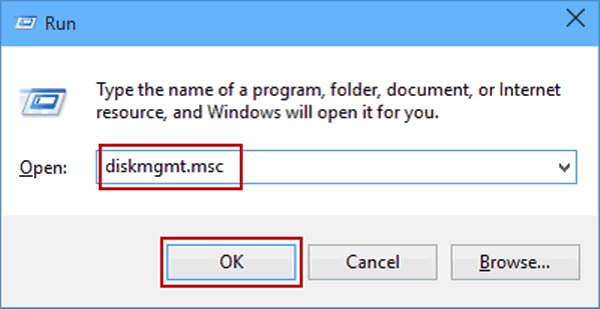 Run
Type the name of a program, folder, document, or Internet
resource, and Windows will open it for you.
Open: diskmgmt.msc
OK Cancel Browse...